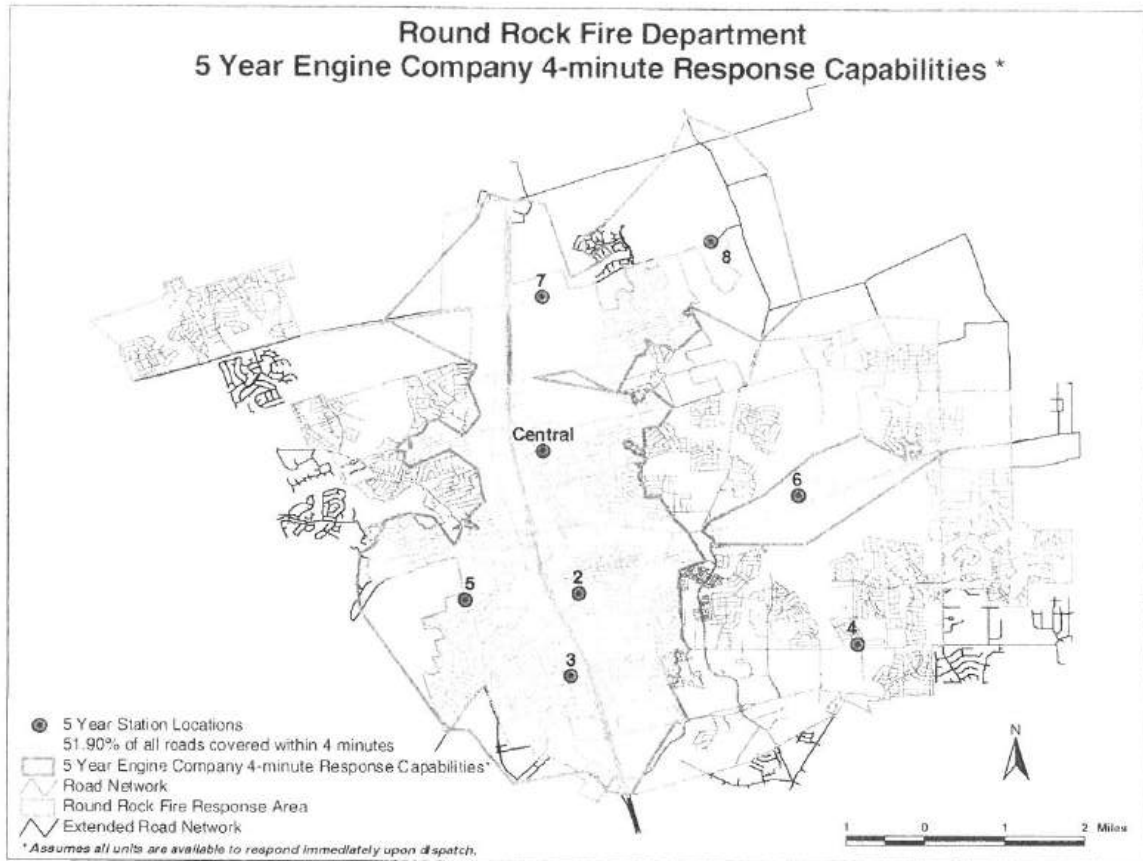 Round Rock Fire Department
5 Year Engine Company 4-minute Response Capabilities *
8
7
Central
6
5
2
4
3
5 Year Station Locations
51.90% of all roads covered within 4 minutes
5 Year Engine Company 4-minute Response Capabilities*
Road Network
Round Rock Fire Response Area
Extended Road Network
* Assumes all units are available to respond immediately upon dispatch.
N
1 0 1 2 Miles